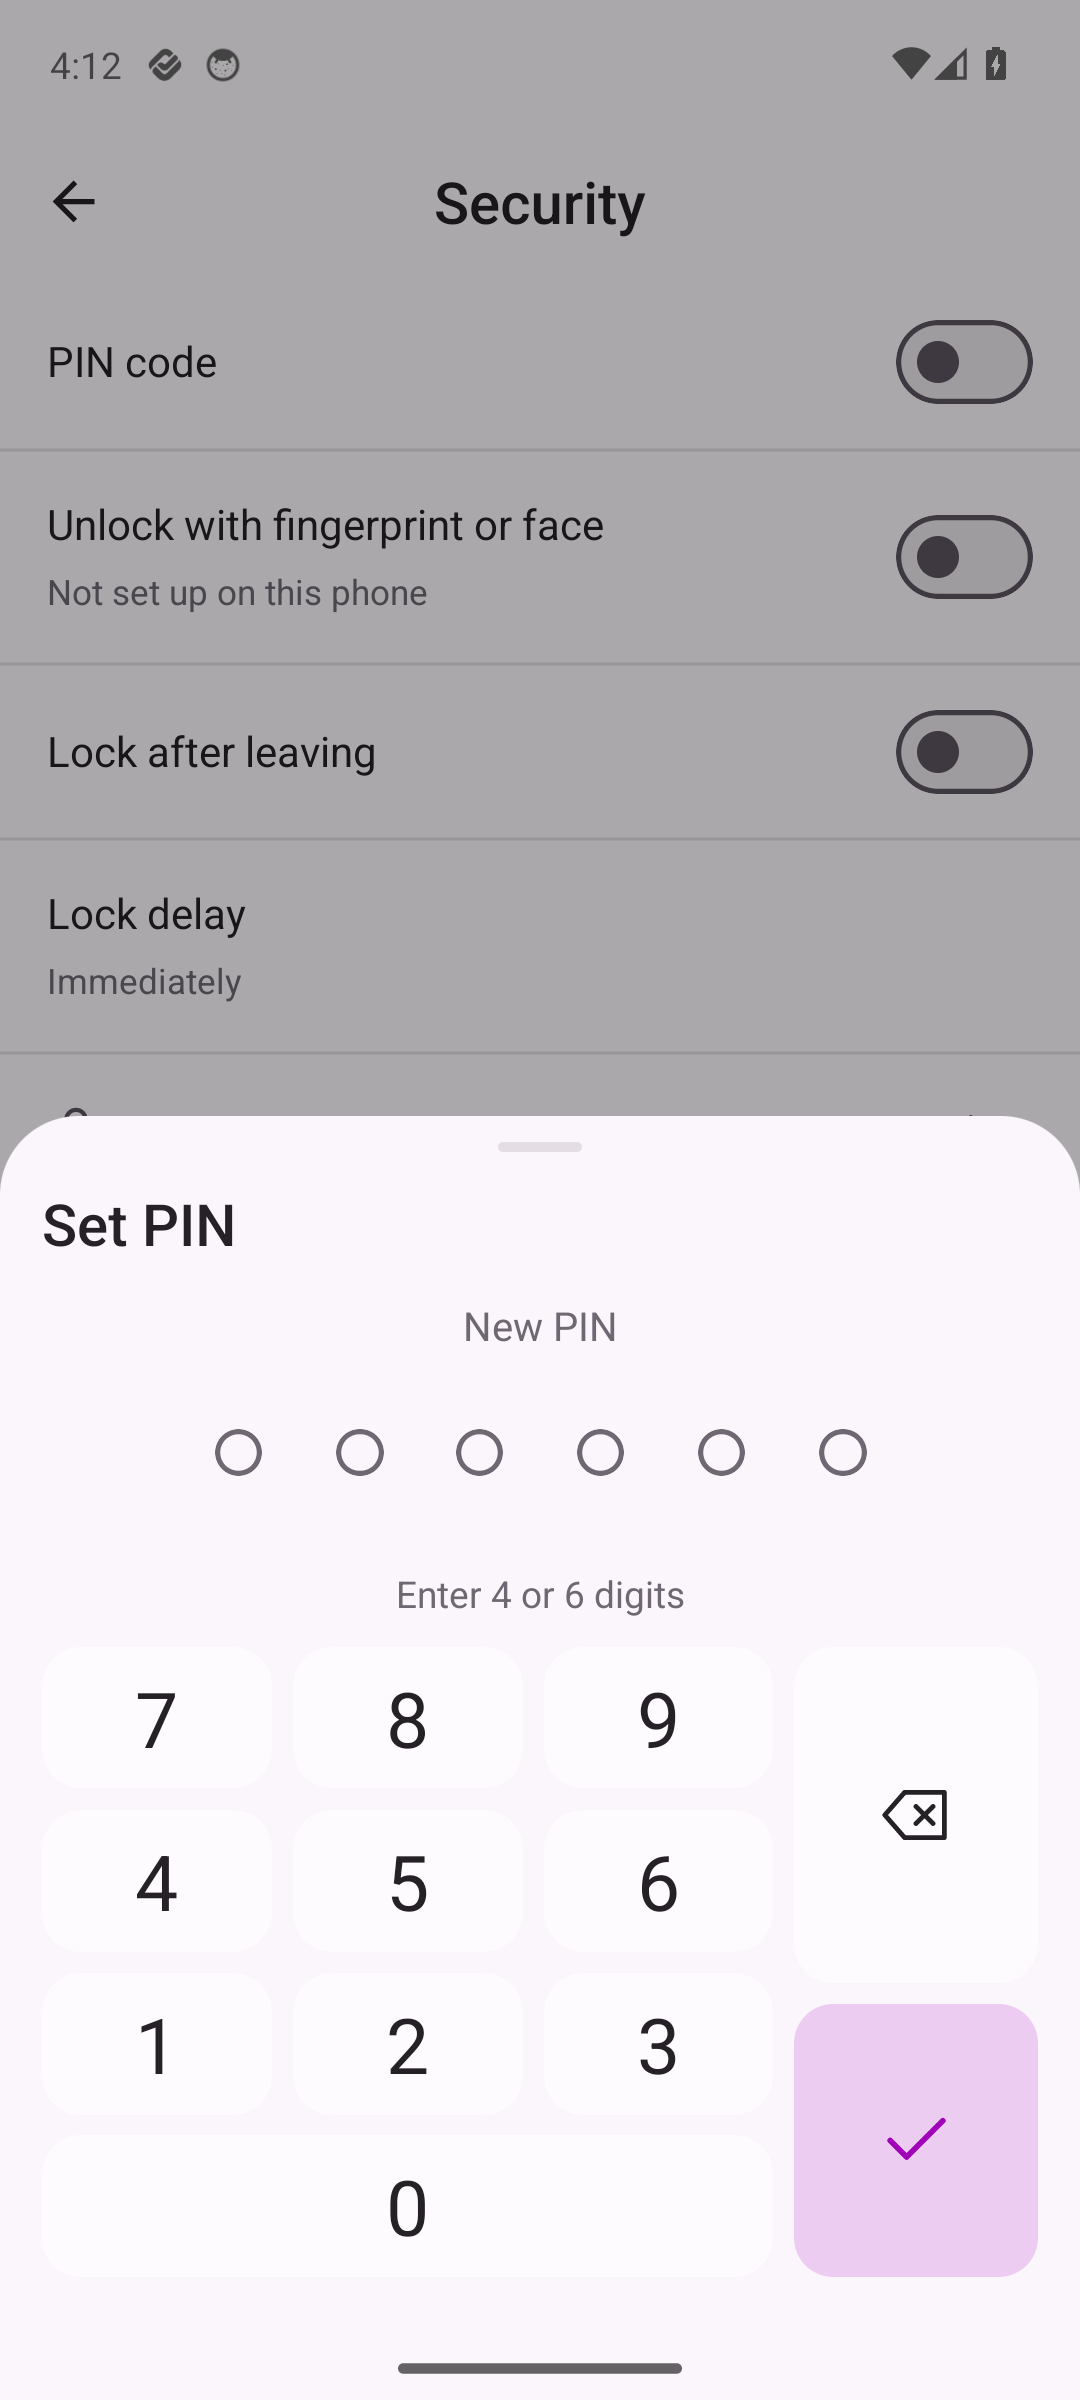 4:12
Security
PIN code
Unlock with fingerprint or face
Not set up on this phone
Lock after leaving
Lock delay
Immediately
Set PIN
New PIN
Enter 4 or 6 digits
7 8 9
4 5 6
1 2 3
0